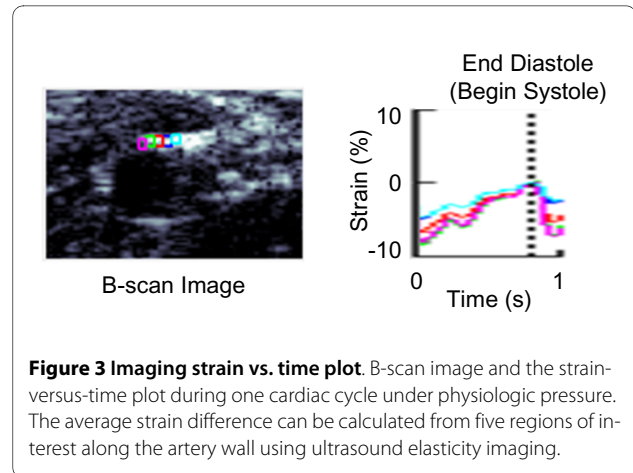 End Diastole
(Begin Systole)
10
0
-10
Strain (%)
0
1
Time (s)
B-scan Image
Figure 3 Imaging strain vs. time plot. B-scan image and the strain-
versus-time plot during one cardiac cycle under physiologic pressure.
The average strain difference can be calculated from five regions of in-
terest along the artery wall using ultrasound elasticity imaging.